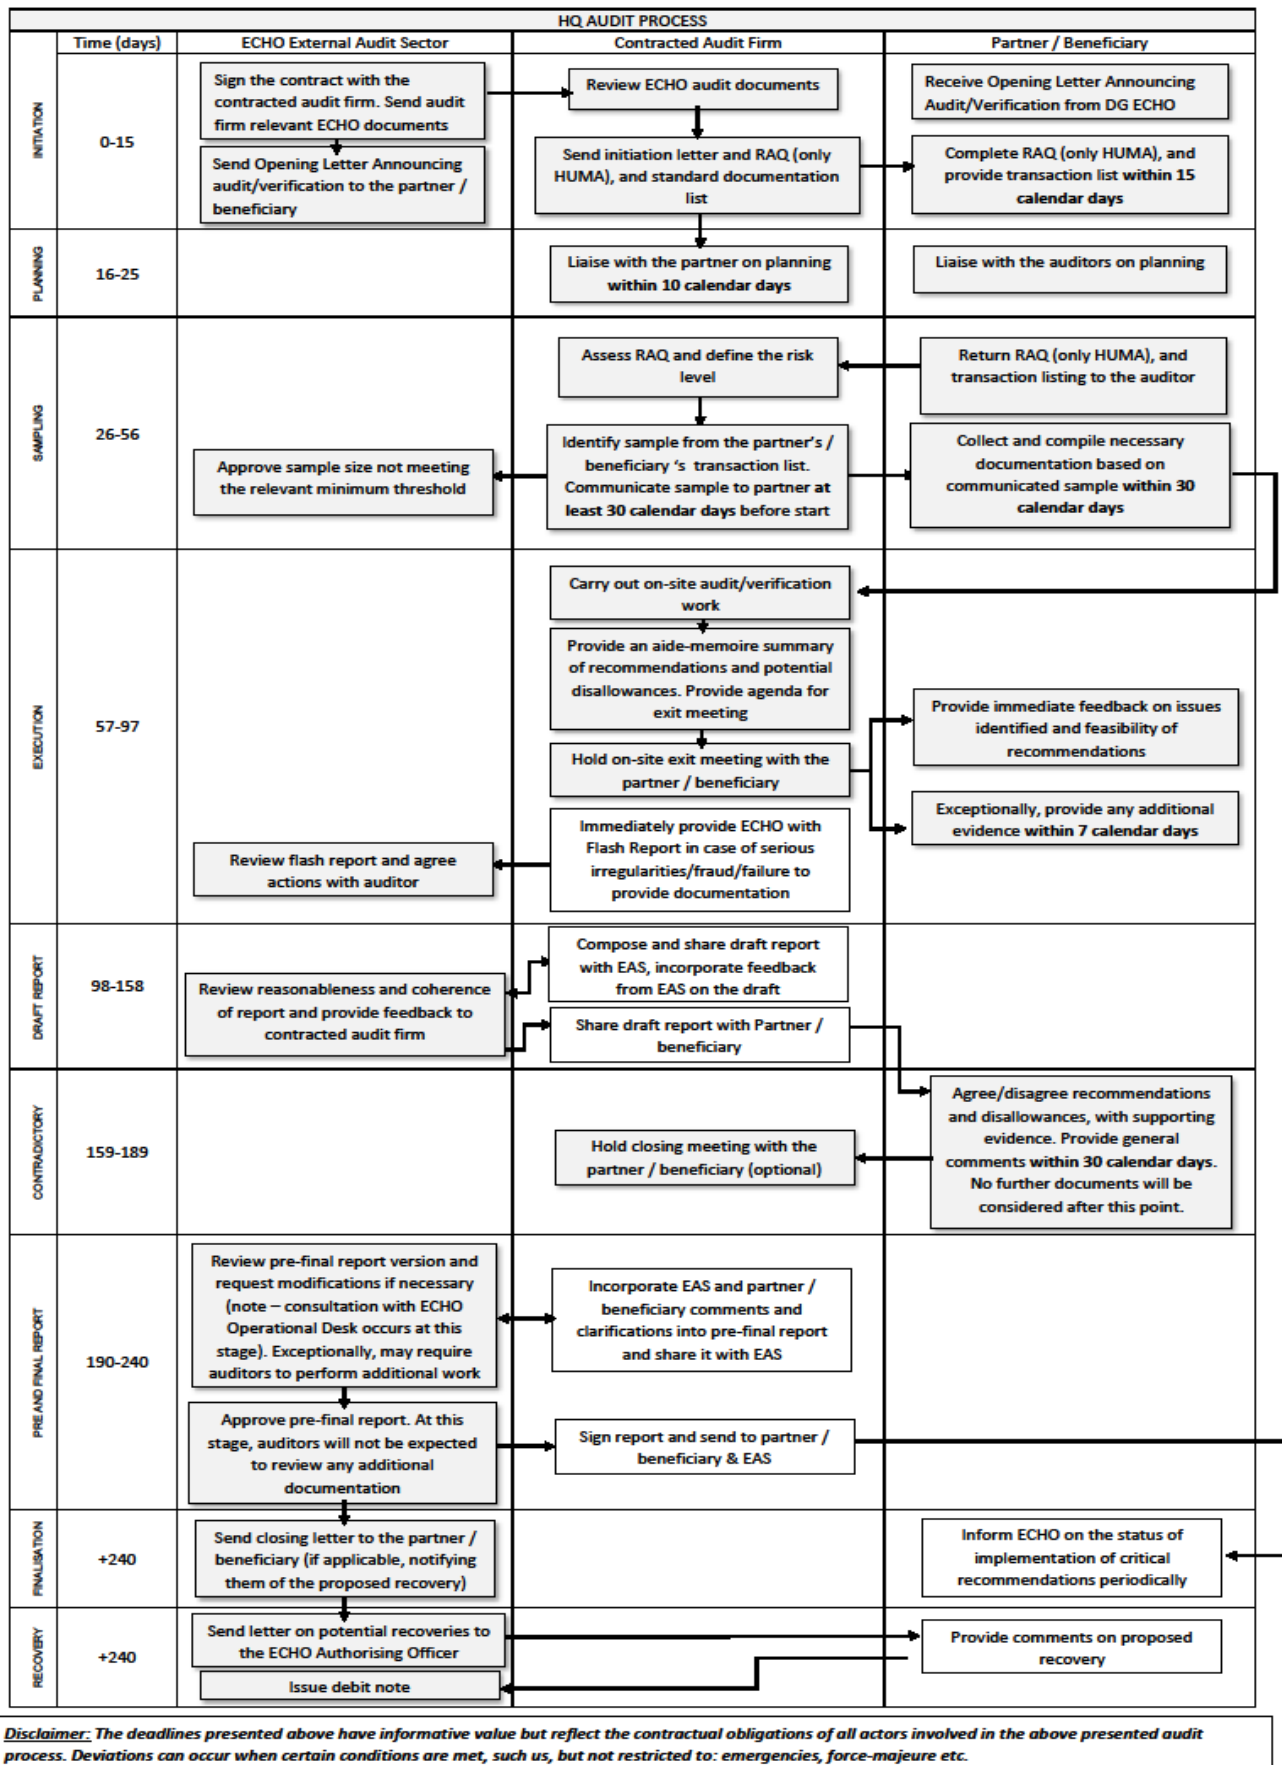 HQ AUDIT PROCESS
Time (days)
ECHO External Audit Sector
Contracted Audit Firm
Partner / Beneficiary
INITIATION
0-15
Sign the contract with the
contracted audit firm. Send audit
firm relevant ECHO documents
Review ECHO audit documents
Receive Opening Letter Announcing
Audit/Verification from DG ECHO
Send Opening Letter Announcing
audit/verification to the partner /
beneficiary
Send initiation letter and RAQ (only
HUMA), and standard documentation
list
Complete RAQ (only HUMA), and
provide transaction list within 15
calendar days
PLANNING
16-25
Liaise with the partner on planning
within 10 calendar days
Liaise with the auditors on planning
SAMPLING
26-56
Assess RAQ and define the risk
level
Return RAQ (only HUMA), and
transaction listing to the auditor
Approve sample size not meeting
the relevant minimum threshold
Identify sample from the partner's /
beneficiary 's transaction list.
Communicate sample to partner at
least 30 calendar days before start
Collect and compile necessary
documentation based on
communicated sample within 30
calendar days
EXECUTION
57-97
Carry out on-site audit/verification
work
Provide an aide-memoire summary
of recommendations and potential
disallowances. Provide agenda for
exit meeting
Hold on-site exit meeting with the
partner / beneficiary
Provide immediate feedback on issues
identified and feasibility of
recommendations
Exceptionally, provide any additional
evidence within 7 calendar days
Review flash report and agree
actions with auditor
Immediately provide ECHO with
Flash Report in case of serious
irregularities/fraud/failure to
provide documentation
DRAFT REPORT
98-158
Review reasonableness and coherence
of report and provide feedback to
contracted audit firm
Compose and share draft report
with EAS, incorporate feedback
from EAS on the draft
Share draft report with Partner /
beneficiary
CONTRADICTORY
159-189
Hold closing meeting with the
partner / beneficiary (optional)
Agree/disagree recommendations
and disallowances, with supporting
evidence. Provide general
comments within 30 calendar days.
No further documents will be
considered after this point.
PRE AND FINAL REPORT
190-240
Review pre-final report version and
request modifications if necessary
(note – consultation with ECHO
Operational Desk occurs at this
stage). Exceptionally, may require
auditors to perform additional work
Incorporate EAS and partner /
beneficiary comments and
clarifications into pre-final report
and share it with EAS
Approve pre-final report. At this
stage, auditors will not be expected
to review any additional
documentation
Sign report and send to partner /
beneficiary & EAS
FINALISATION
+240
Send closing letter to the partner /
beneficiary (if applicable, notifying
them of the proposed recovery)
Inform ECHO on the status of
implementation of critical
recommendations periodically
RECOVERY
+240
Send letter on potential recoveries to
the ECHO Authorising Officer
Issue debit note
Provide comments on proposed
recovery
Disclaimer: The deadlines presented above have informative value but reflect the contractual obligations of all actors involved in the above presented audit
process. Deviations can occur when certain conditions are met, such us, but not restricted to: emergencies, force-majeure etc.